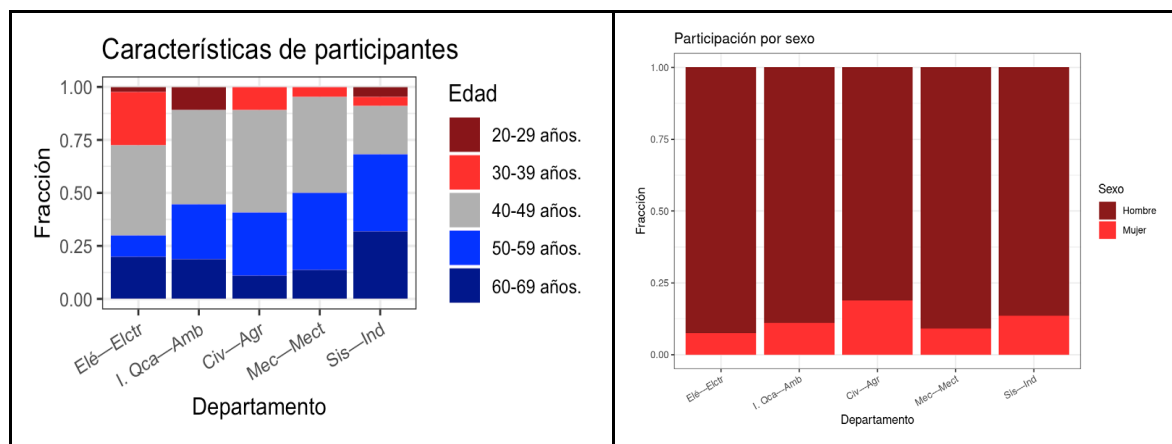 Características de participantes
Fracción
1.00
0.75
0.50
0.25
0.00
Elé—Elctr
I. Qca—Amb
Civ—Agr
Mec—Mect
Sis—Ind
Departamento
Edad
20-29 años.
30-39 años.
40-49 años.
50-59 años.
60-69 años.
Participación por sexo
Fracción
1.00
0.75
0.50
0.25
0.00
Elé—Elctr
I. Qca—Amb
Civ—Agr
Mec—Mect
Sis—Ind
Departamento
Sexo
Hombre
Mujer